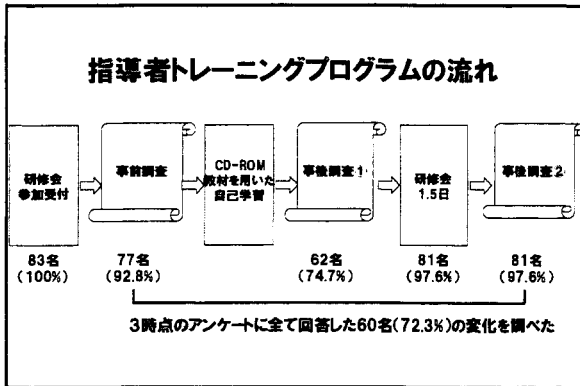 指導者トレーニングプログラムの流れ
研修会
参加受付
事前調査
CD-ROM
教材を用いた
自己学習
事後調査1
研修会
1.5日
事後調査2
83名
(100%)
77名
(92.8%)
62名
(74.7%)
81名
(97.6%)
81名
(97.6%)
3時点のアンケートに全て回答した60名(72.3%)の変化を調べた